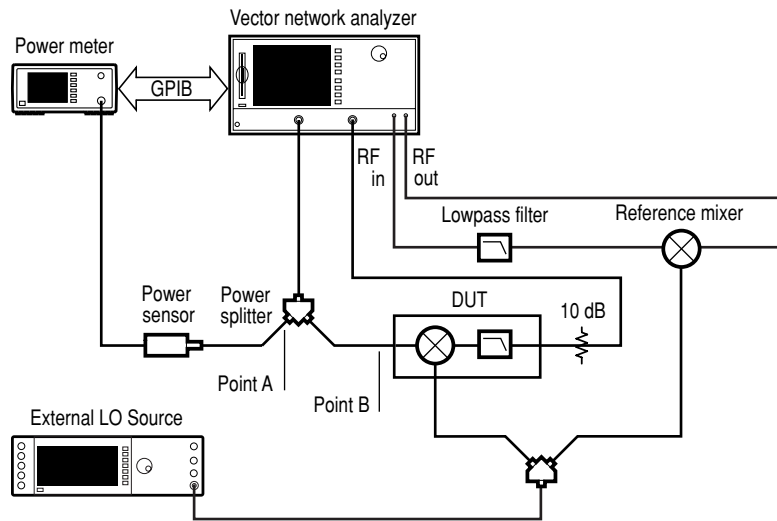 Vector network analyzer
Power meter
GPIB
RF
in
RF
out
Lowpass filter
Reference mixer
Power
sensor
Power
splitter
DUT
10 dB
Point A
Point B
External LO Source